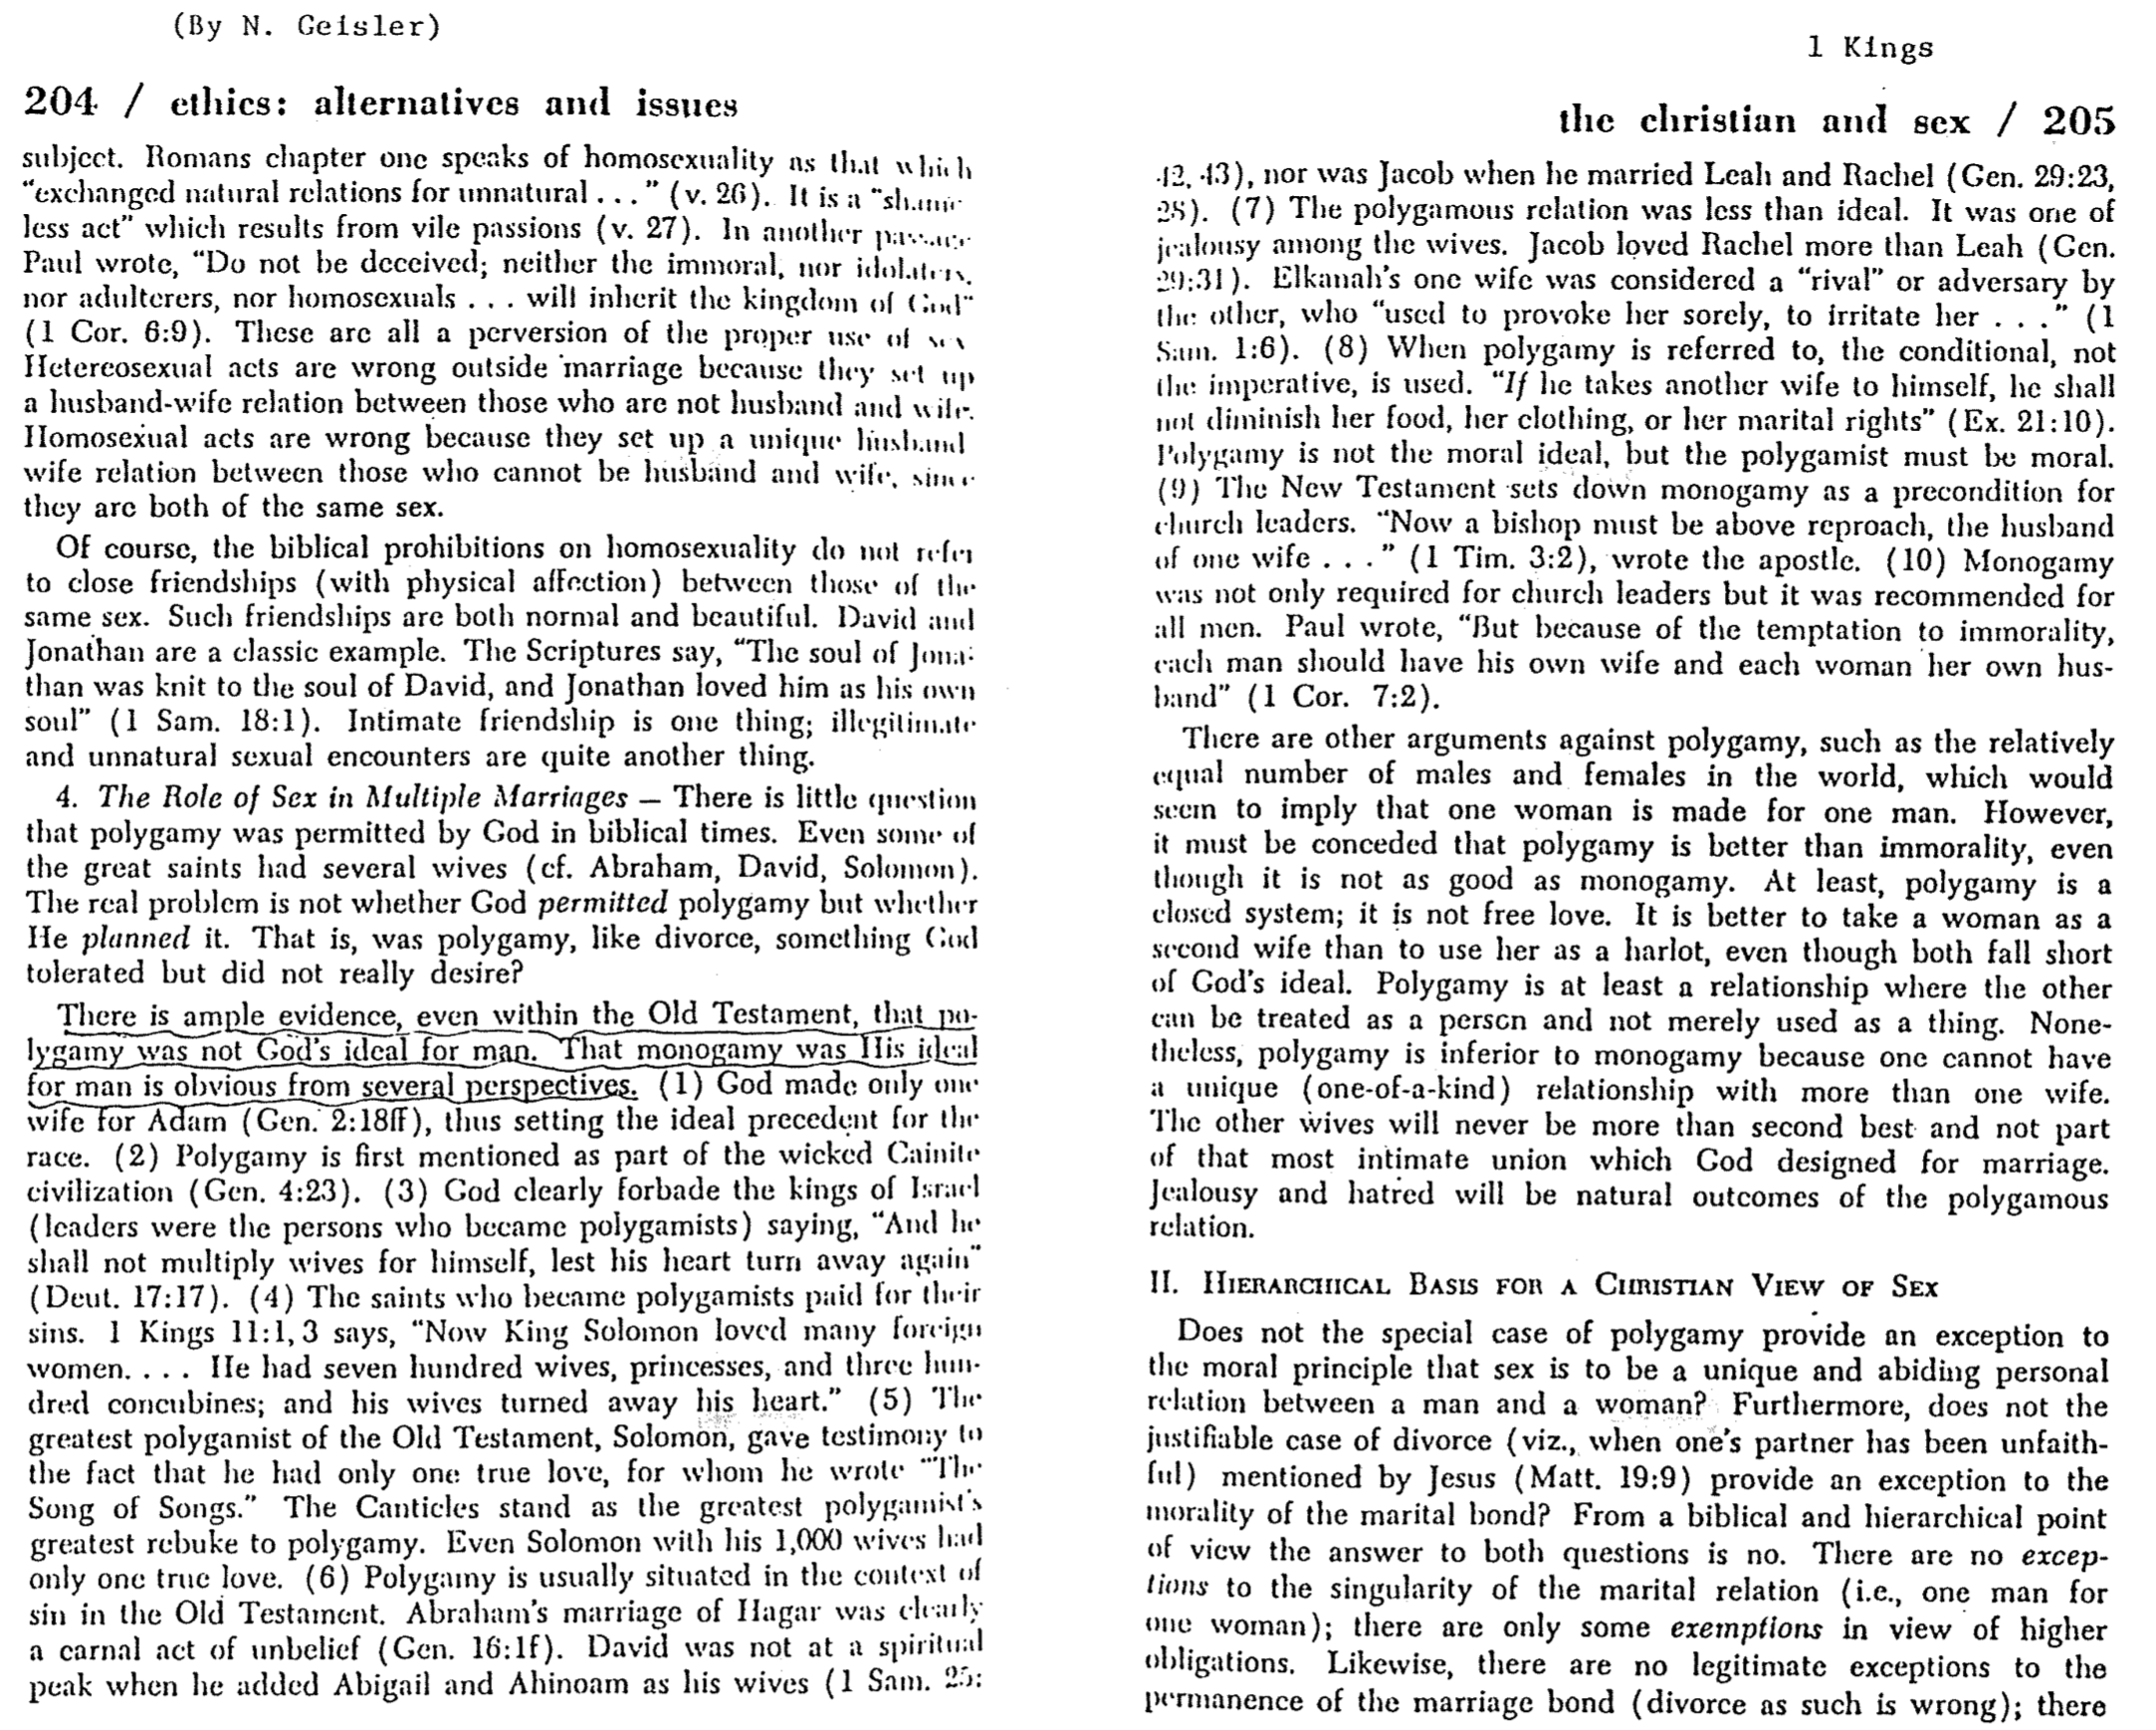 (By N. Geisler)
204 / ethics: alternatives and issues
subject. Romans chapter one speaks of homosexuality as that which
“exchanged natural relations for unnatural . . .” (v. 26). It is a “shame-
less act” which results from vile passions (v. 27). In another passage
Paul wrote, “Do not be deceived; neither the immoral, nor idolaters,
nor adulterers, nor homosexuals . . . will inherit the kingdom of God”
(1 Cor. 6:9). These are all a perversion of the proper use of sex
Hetereosexual acts are wrong outside marriage because they set up
a husband-wife relation between those who are not husband and wife.
Homosexual acts are wrong because they set up a unique husband
wife relation between those who cannot be husband and wife, since
they are both of the same sex.
Of course, the biblical prohibitions on homosexuality do not refer
to close friendships (with physical affection) between those of the
same sex. Such friendships are both normal and beautiful. David and
Jonathan are a classic example. The Scriptures say, “The soul of Jona-
than was knit to the soul of David, and Jonathan loved him as his own
soul” (1 Sam. 18:1). Intimate friendship is one thing; illegitimate
and unnatural sexual encounters are quite another thing.
4. The Role of Sex in Multiple Marriages — There is little question
that polygamy was permitted by God in biblical times. Even some of
the great saints had several wives (cf. Abraham, David, Solomon).
The real problem is not whether God permitted polygamy but whether
He planned it. That is, was polygamy, like divorce, something God
tolerated but did not really desire?
There is ample evidence, even within the Old Testament, that po-
lygamy was not God's ideal for man. That monogamy was His ideal
for man is obvious from several perspectives. (1) God made only one
wife for Adam (Gen. 2:18ff), thus setting the ideal precedent for the
race. (2) Polygamy is first mentioned as part of the wicked Cainite
civilization (Gen. 4:23). (3) God clearly forbade the kings of Israel
(leaders were the persons who became polygamists) saying, “And he
shall not multiply wives for himself, lest his heart turn away again”
(Deut. 17:17). (4) The saints who became polygamists paid for their
sins. 1 Kings 11:1, 3 says, “Now King Solomon loved many foreign
women. . . . He had seven hundred wives, princesses, and three hun-
dred concubines; and his wives turned away his heart.” (5) The
greatest polygamist of the Old Testament, Solomon, gave testimony to
the fact that he had only one true love, for whom he wrote “The
Song of Songs.” The Canticles stand as the greatest polygamist's
greatest rebuke to polygamy. Even Solomon with his 1,000 wives had
only one true love. (6) Polygamy is usually situated in the context of
sin in the Old Testament. Abraham's marriage of Hagar was clearly
a carnal act of unbelief (Gen. 16:1f). David was not at a spiritual
peak when he added Abigail and Ahinoam as his wives (1 Sam. 25:
1 Kings
the christian and sex / 205
42, 43), nor was Jacob when he married Leah and Rachel (Gen. 29:23,
28). (7) The polygamous relation was less than ideal. It was one of
jealousy among the wives. Jacob loved Rachel more than Leah (Gen.
29:31). Elkanah's one wife was considered a “rival” or adversary by
the other, who “used to provoke her sorely, to irritate her . . .” (1
Sam. 1:6). (8) When polygamy is referred to, the conditional, not
the imperative, is used. “If he takes another wife to himself, he shall
not diminish her food, her clothing, or her marital rights” (Ex. 21:10).
Polygamy is not the moral ideal, but the polygamist must be moral.
(9) The New Testament sets down monogamy as a precondition for
church leaders. “Now a bishop must be above reproach, the husband
of one wife . . .” (1 Tim. 3:2), wrote the apostle. (10) Monogamy
was not only required for church leaders but it was recommended for
all men. Paul wrote, “But because of the temptation to immorality,
each man should have his own wife and each woman her own hus-
band” (1 Cor. 7:2).
There are other arguments against polygamy, such as the relatively
equal number of males and females in the world, which would
seem to imply that one woman is made for one man. However,
it must be conceded that polygamy is better than immorality, even
though it is not as good as monogamy. At least, polygamy is a
closed system; it is not free love. It is better to take a woman as a
second wife than to use her as a harlot, even though both fall short
of God's ideal. Polygamy is at least a relationship where the other
can be treated as a person and not merely used as a thing. None-
theless, polygamy is inferior to monogamy because one cannot have
a unique (one-of-a-kind) relationship with more than one wife.
The other wives will never be more than second best and not part
of that most intimate union which God designed for marriage.
Jealousy and hatred will be natural outcomes of the polygamous
relation.
II. HIERARCHICAL BASIS FOR A CHRISTIAN VIEW OF SEX
Does not the special case of polygamy provide an exception to
the moral principle that sex is to be a unique and abiding personal
relation between a man and a woman? Furthermore, does not the
justifiable case of divorce (viz., when one's partner has been unfaith-
ful) mentioned by Jesus (Matt. 19:9) provide an exception to the
morality of the marital bond? From a biblical and hierarchical point
of view the answer to both questions is no. There are no excep-
tions to the singularity of the marital relation (i.e., one man for
one woman); there are only some exemptions in view of higher
obligations. Likewise, there are no legitimate exceptions to the
permanence of the marriage bond (divorce as such is wrong); there